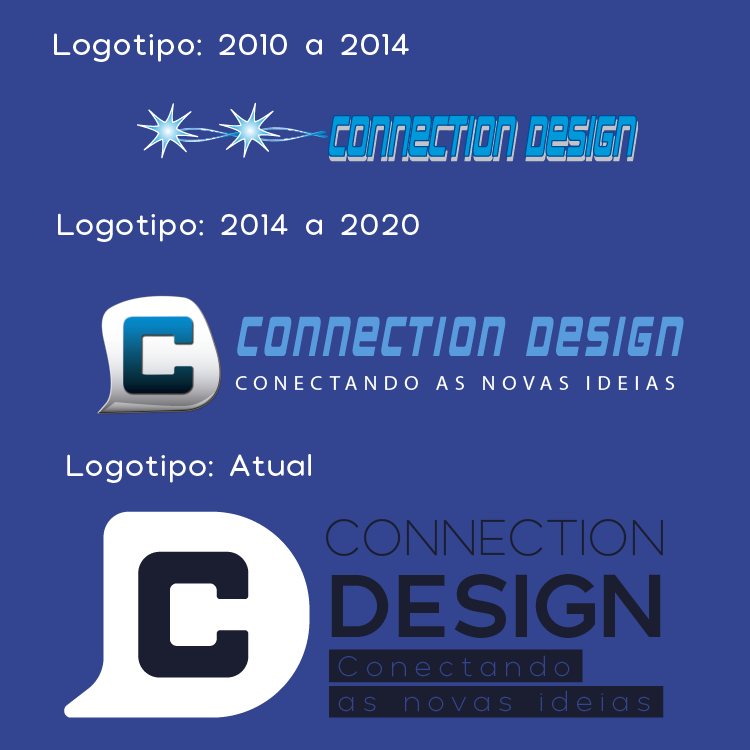 Logotipo: 2010 a 2014
CONNECTION DESIGN
Logotipo: 2014 a 2020
C
CONNECTION DESIGN
CONECTANDO AS NOVAS IDEIAS
Logotipo: Atual
C
CONNECTION
DESIGN
Conectando
as novas ideias